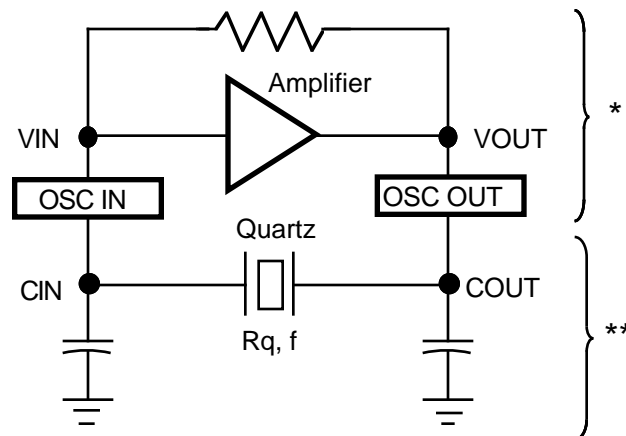 Amplifier
*
VIN
VOUT
OSC IN
OSC OUT
Quartz
CIN
COUT
Rq, f
**